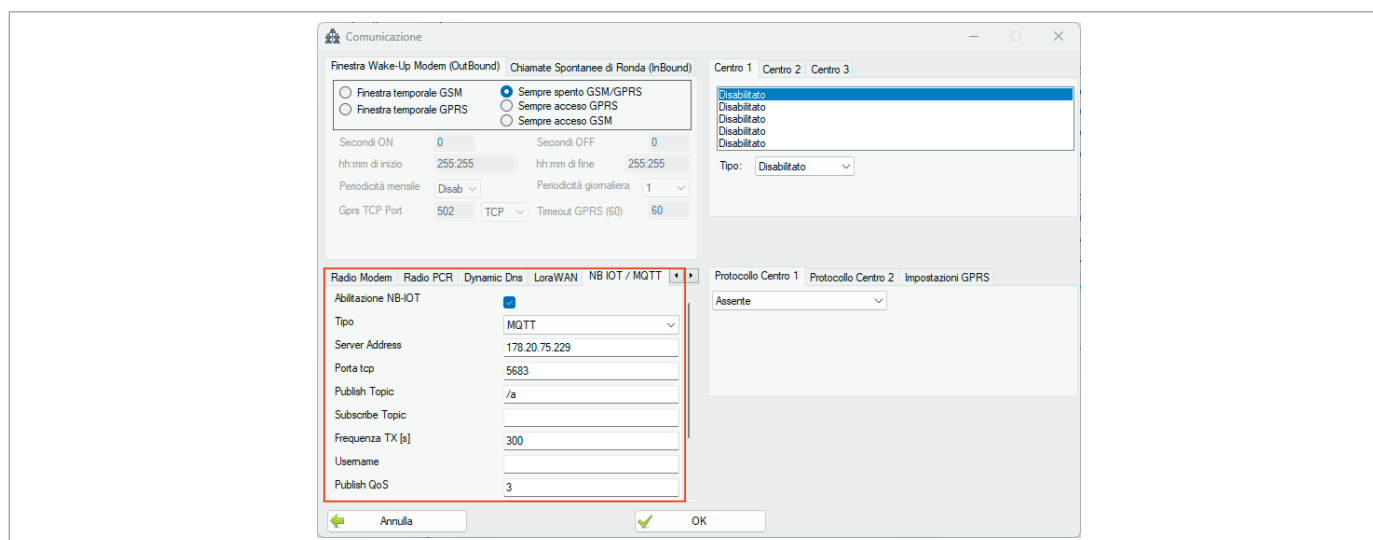 Comunicazione
Finestra Wake-Up Modem (OutBound) Chiamate Spontanee di Ronda (InBound)
Finestra temporale GSM Sempre spento GSM/GPRS
Finestra temporale GPRS Sempre acceso GPRS
Sempre acceso GSM
Secondi ON 0 Secondi OFF 0
hh:mm di inizio 255:255 hh:mm di fine 255:255
Periodicità mensile Disab Periodicità giornaliera 1
Gprs TCP Port 502 TCP Timeout GPRS (60) 60
Centro 1 Centro 2 Centro 3
Disabilitato
Disabilitato
Disabilitato
Disabilitato
Disabilitato
Tipo: Disabilitato
Radio Modem Radio PCR Dynamic Dns LoraWAN NB IOT / MQTT
Abilitazione NB-IOT
Tipo MQTT
Server Address 178.20.75.229
Porta tcp 5683
Publish Topic /a
Subscribe Topic
Frequenza TX [s] 300
Username
Publish QoS 3
Protocollo Centro 1 Protocollo Centro 2 Impostazioni GPRS
Assente
Annulla OK